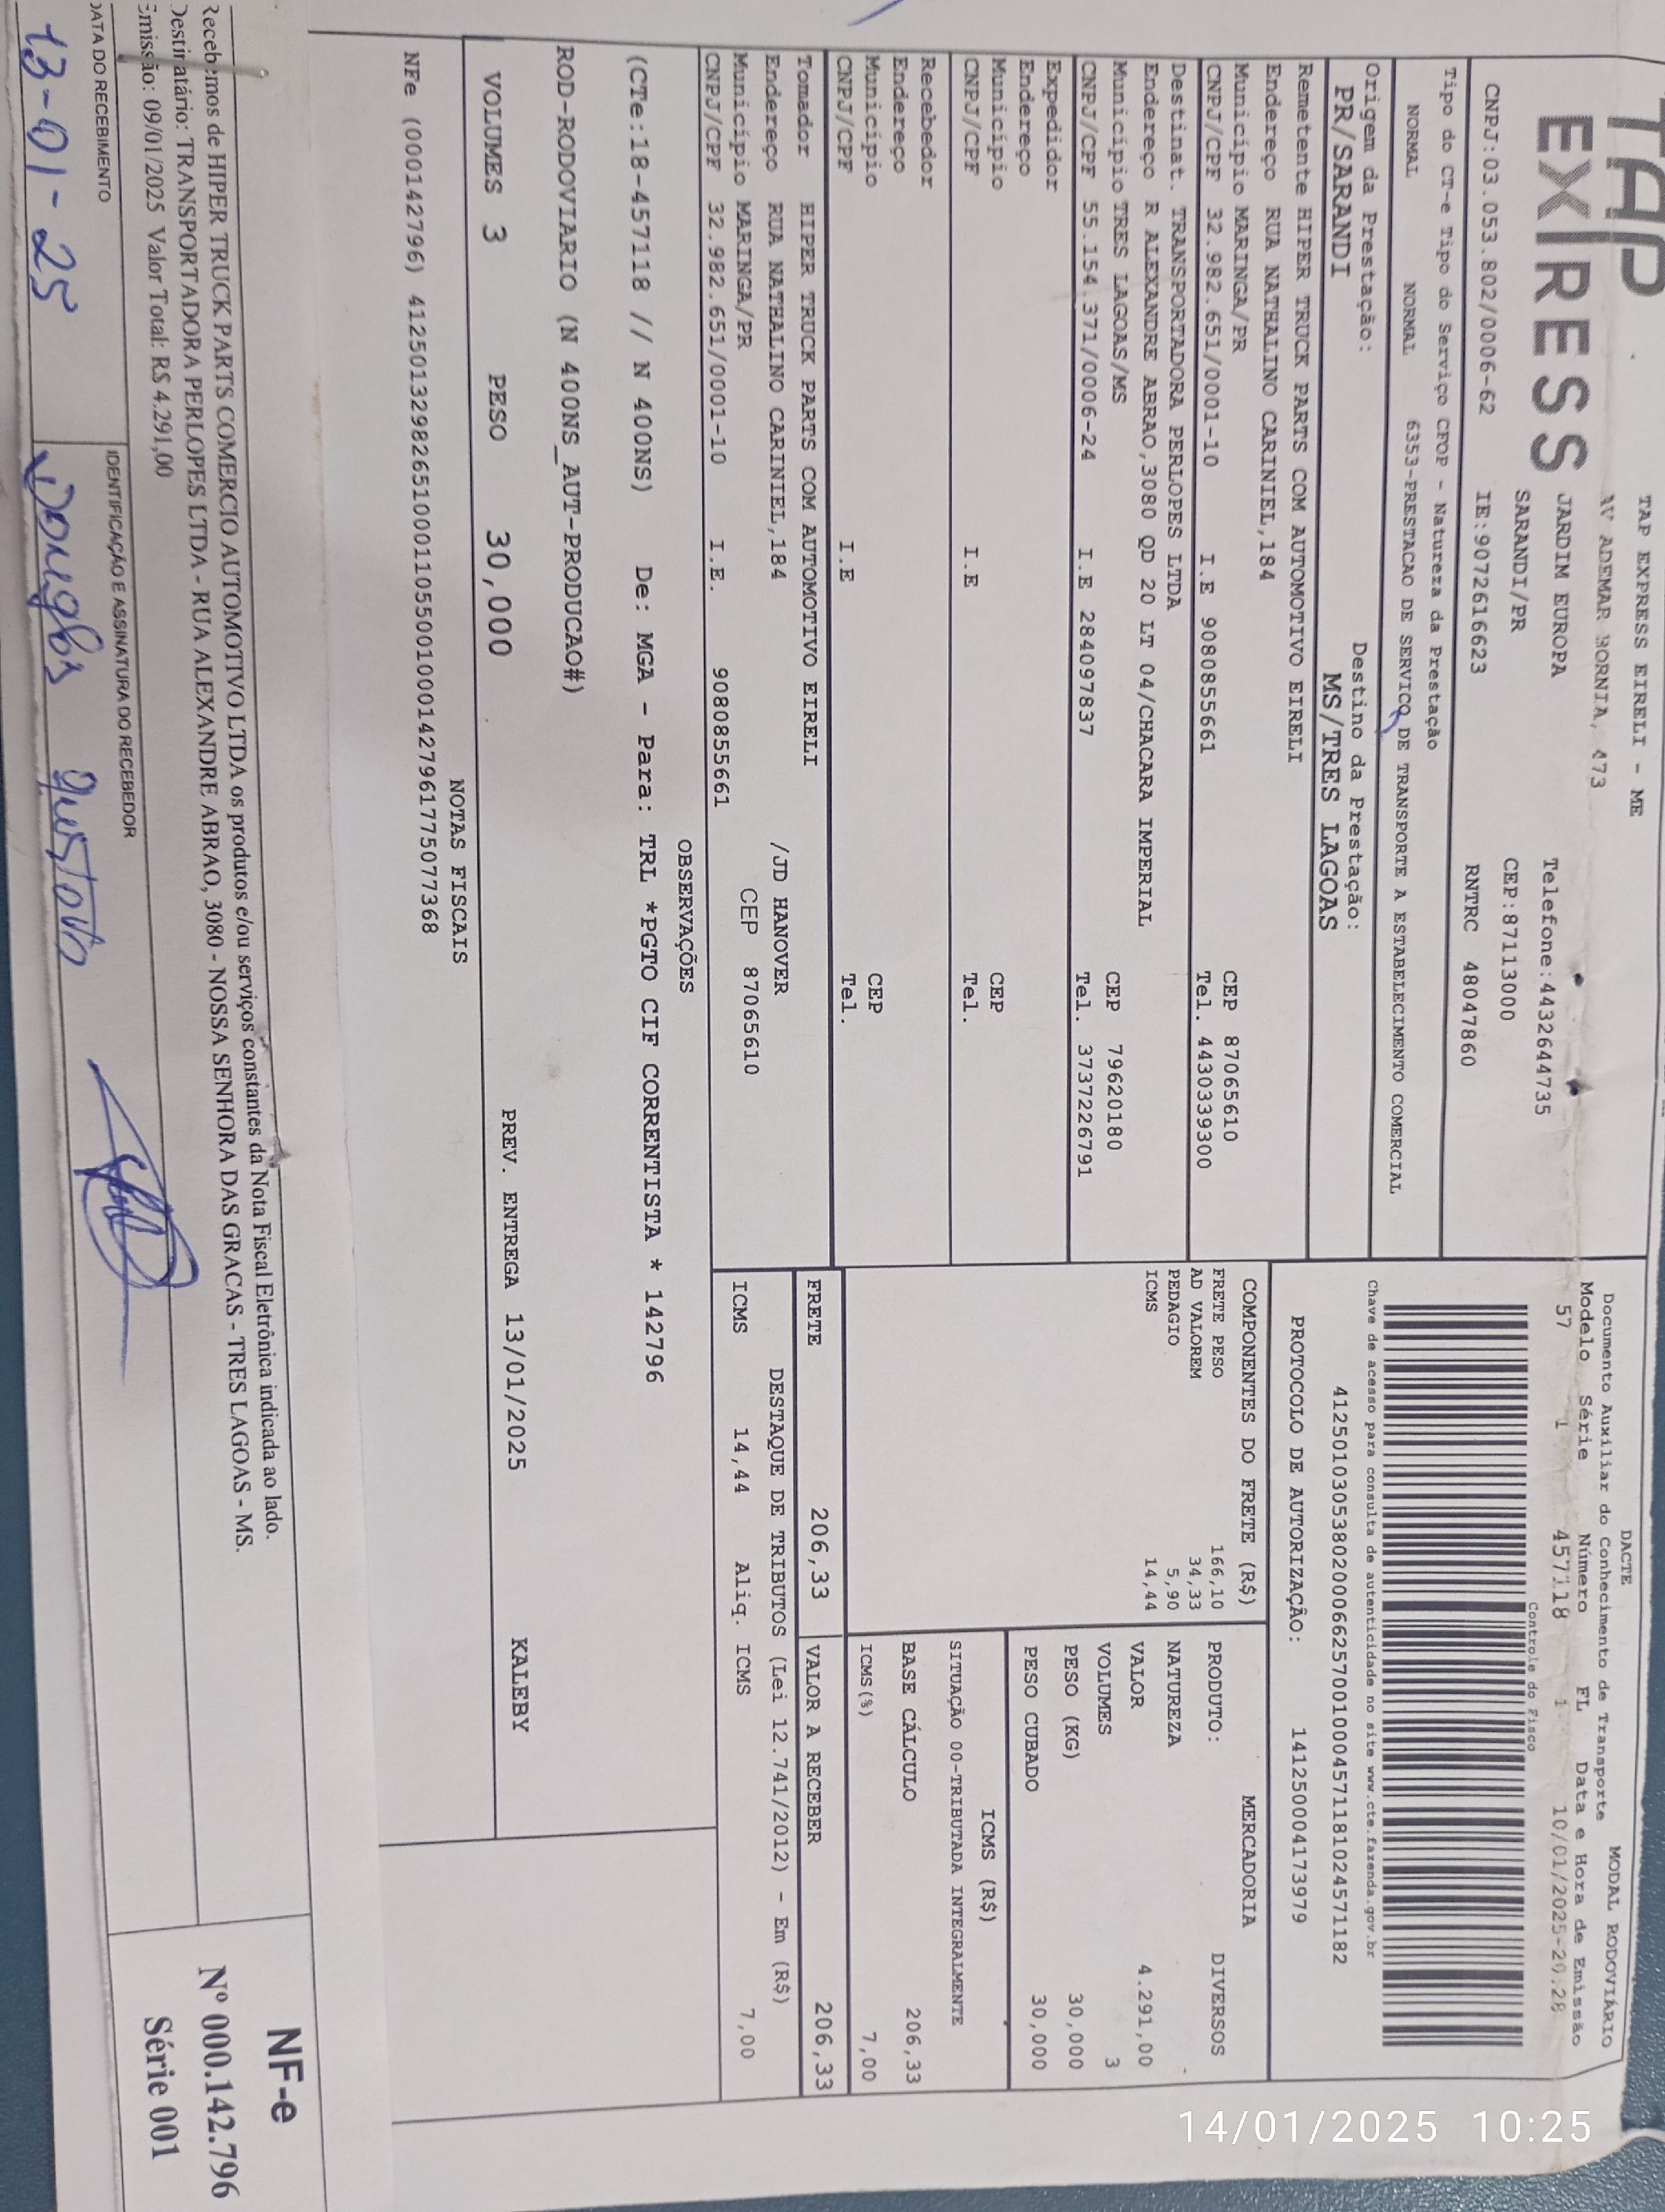 TAP
EXPRESS
TAP EXPRESS EIRELI - ME
AV ADEMAR BORNIA, 473
JARDIM EUROPA Telefone:4432644735
SARANDI/PR CEP:87113000
CNPJ:03.053.802/0006-62 IE:9072616623 RNTRC 48047860
DACTE MODAL RODOVIÁRIO
Documento Auxiliar do Conhecimento de Transporte
Modelo Série Número FL Data e Hora de Emissão
57 1 457118 1 10/01/2025-20:28
Controle do Fisco
Tipo do CT-e Tipo do Serviço CFOP - Natureza da Prestação
NORMAL NORMAL 6353-PRESTACAO DE SERVICO DE TRANSPORTE A ESTABELECIMENTO COMERCIAL
Chave de acesso para consulta de autenticidade no site www.cte.fazenda.gov.br
41250103053802000662570010004571181024571182
Origem da Prestação: Destino da Prestação:
PR/SARANDI MS/TRES LAGOAS
PROTOCOLO DE AUTORIZAÇÃO: 141250004173979
Remetente HIPER TRUCK PARTS COM AUTOMOTIVO EIRELI
Endereço RUA NATHALINO CARINIEL,184
Município MARINGA/PR CEP 87065610
CNPJ/CPF 32.982.651/0001-10 I.E 9080855661 Tel. 443033930​0
Destinat. TRANSPORTADORA PERLOPES LTDA
Endereço R ALEXANDRE ABRAO,3080 QD 20 LT 04/CHACARA IMPERIAL
Município TRES LAGOAS/MS CEP 79620180
CNPJ/CPF 55.154.371/0006-24 I.E 284097837 Tel. 3737226791
Expedidor
Endereço
Município CEP
CNPJ/CPF I.E Tel.
Recebedor
Endereço
Município CEP
CNPJ/CPF I.E Tel.
Tomador HIPER TRUCK PARTS COM AUTOMOTIVO EIRELI
Endereço RUA NATHALINO CARINIEL,184 /JD HANOVER
Município MARINGA/PR CEP 87065610
CNPJ/CPF 32.982.651/0001-10 I.E. 9080855661
COMPONENTES DO FRETE (R$)
FRETE PESO 166,10
AD VALOREM 34,33
PEDAGIO 5,90
ICMS 14,44
MERCADORIA
PRODUTO: DIVERSOS
NATUREZA
VALOR 4.291,00
VOLUMES 3
PESO (KG) 30,000
PESO CUBADO 30,000
ICMS (R$)
SITUAÇÃO 00-TRIBUTADA INTEGRALMENTE
BASE CÁLCULO 206,33
ICMS(%) 7,00
FRETE 206,33 VALOR A RECEBER 206,33
DESTAQUE DE TRIBUTOS (Lei 12.741/2012) - Em (R$)
ICMS 14,44 Aliq. ICMS 7,00
OBSERVAÇÕES
(CTe:18-457118 // N 400NS) De: MGA - Para: TRL *PGTO CIF CORRENTISTA * 142796
ROD-RODOVIARIO (N 400NS_AUT-PRODUCAO#)
VOLUMES 3 PESO 30,000 PREV. ENTREGA 13/01/2025 KALEBY
NOTAS FISCAIS
NFe (000142796) 41250132982651000110550010001427961775077368
Recebemos de HIPER TRUCK PARTS COMERCIO AUTOMOTIVO LTDA os produtos e/ou serviços constantes da Nota Fiscal Eletrônica indicada ao lado.
Destinatário: TRANSPORTADORA PERLOPES LTDA - RUA ALEXANDRE ABRAO, 3080 - NOSSA SENHORA DAS GRACAS - TRES LAGOAS - MS.
Emissão: 09/01/2025 Valor Total: R$ 4.291,00
DATA DO RECEBIMENTO IDENTIFICAÇÃO E ASSINATURA DO RECEBEDOR
13-01-25 Douglas Gustavo
NF-e
Nº 000.142.796
Série 001
14/01/2025 10:25